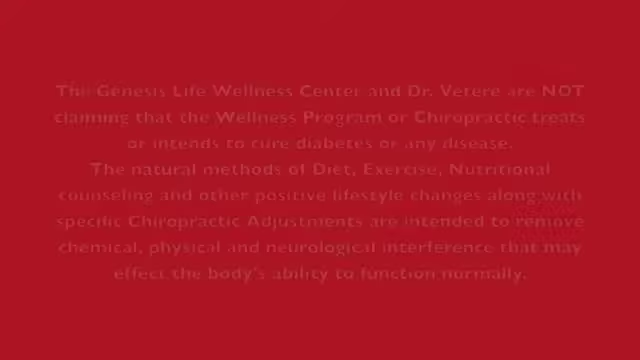 The Genesis Life Wellness Center and Dr. Vetere are NOT
claiming that the Wellness Program or Chiropractic treats
or intends to cure diabetes or any disease.
The natural methods of Diet, Exercise, Nutritional
counseling and other positive lifestyle changes along with
specific Chiropractic Adjustments are intended to remove
chemical, physical and neurological interference that may
effect the body's ability to function normally.